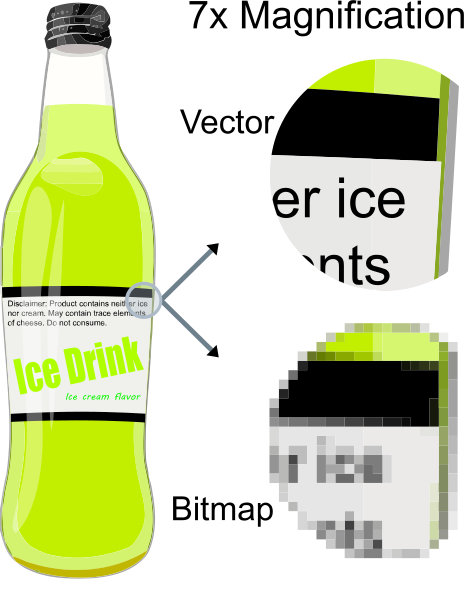 7x Magnification
Vector
er ice
ents
Disclaimer: Product contains neither ice
nor cream. May contain trace elements
of cheese. Do not consume.
Ice Drink
Ice cream flavor
r ice
Bitmap